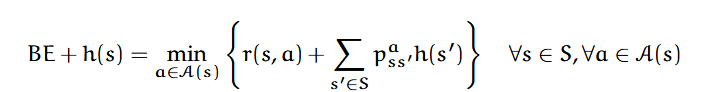 BE + h(s) = min_{a∈𝒜(s)} { r(s, a) + ∑_{s′∈S} p^a_{ss′} h(s′) } ∀s ∈ S, ∀a ∈ 𝒜(s)